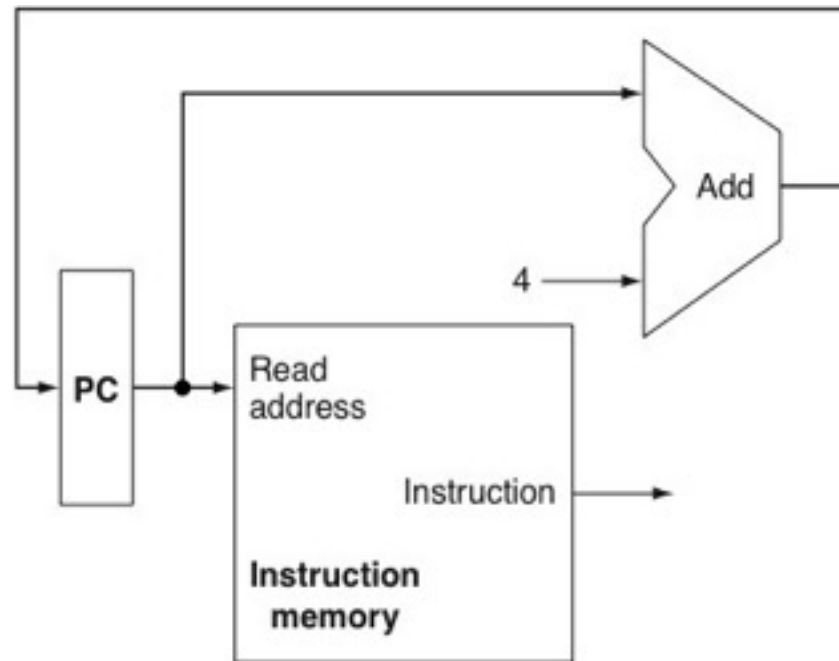 Add
4
PC
Read
address
Instruction
Instruction
memory